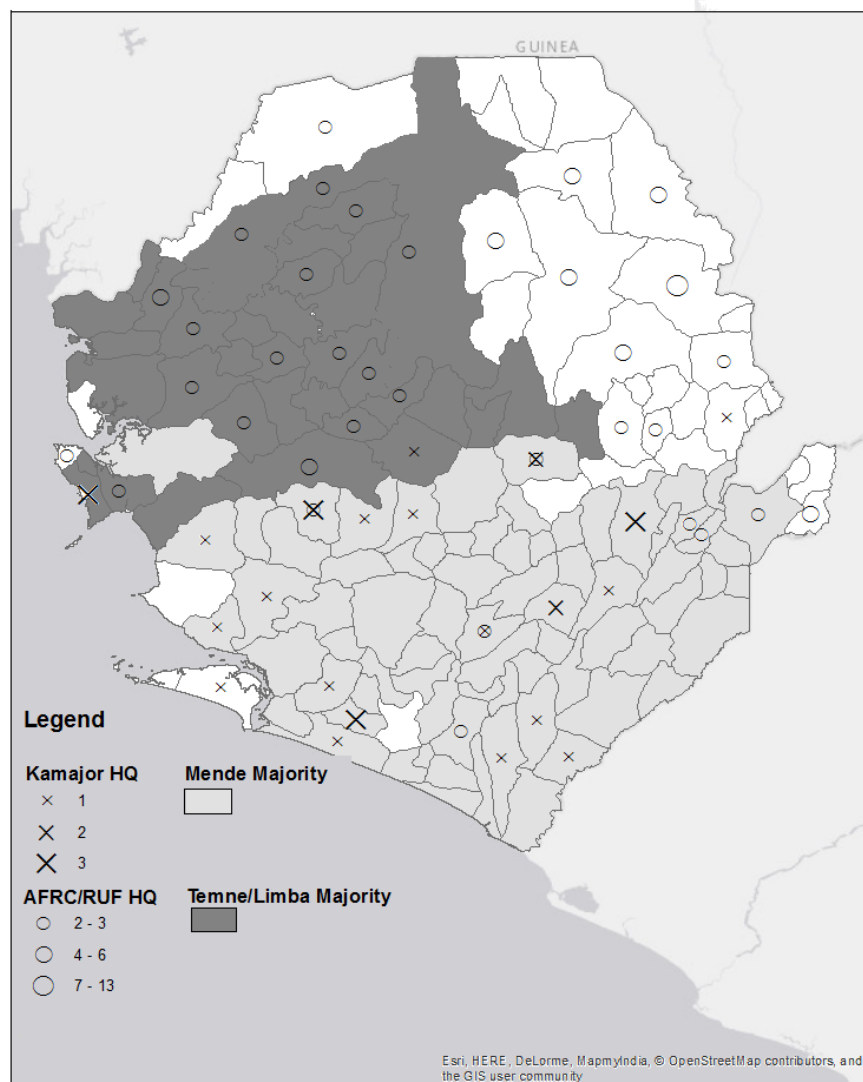 GUINEA
Legend
Kamajor HQ
1
2
3
AFRC/RUF HQ
2 - 3
4 - 6
7 - 13
Mende Majority
Temne/Limba Majority
Esri, HERE, DeLorme, MapmyIndia, © OpenStreetMap contributors, and
the GIS user community